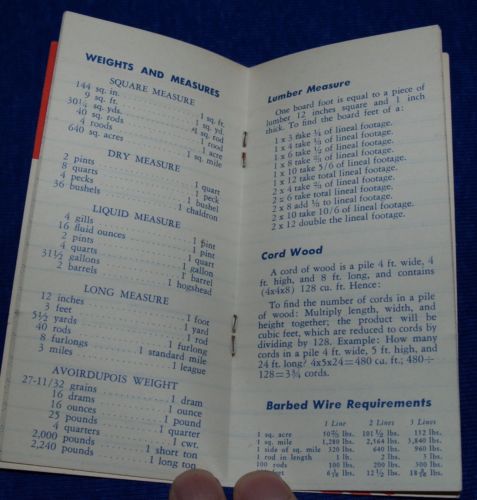 WEIGHTS AND MEASURES
SQUARE MEASURE
144 sq. in. 1 sq. ft.
9 sq. ft. 1 sq. yd.
30¼ sq. yds. 1 sq. rod
40 sq. rods 1 rood
4 roods 1 acre
640 sq. acres 1 sq. mile
DRY MEASURE
2 pints 1 quart
8 quarts 1 peck
4 pecks 1 bushel
36 bushels 1 chaldron
LIQUID MEASURE
4 gills 1 pint
16 fluid ounces 1 pint
2 pints 1 quart
4 quarts 1 gallon
31½ gallons 1 barrel
2 barrels 1 hogshead
LONG MEASURE
12 inches 1 foot
3 feet 1 yard
5½ yards 1 rod
40 rods 1 furlong
8 furlongs 1 standard mile
3 miles 1 league
AVOIRDUPOIS WEIGHT
27-11/32 grains 1 dram
16 drams 1 ounce
16 ounces 1 pound
25 pounds 1 quarter
4 quarters 1 cwt.
2,000 pounds 1 short ton
2,240 pounds 1 long ton
Lumber Measure
One board foot is equal to a piece of
lumber 12 inches square and 1 inch
thick. To find the board feet of a:
1 x 3 take ¼ of lineal footage.
1 x 4 take ⅓ of lineal footage.
1 x 6 take ½ of lineal footage.
1 x 8 take ⅔ of lineal footage.
1 x 10 take 5/6 of lineal footage.
1 x 12 take total lineal footage.
2 x 4 take ⅔ of lineal footage.
2 x 6 take total lineal footage.
2 x 8 add ⅓ to lineal footage.
2 x 10 take 10/6 of lineal footage.
2 x 12 double the lineal footage.
Cord Wood
A cord of wood is a pile 4 ft. wide, 4
ft. high, and 8 ft. long, and contains
(4x4x8) 128 cu. ft. Hence:
To find the number of cords in a pile
of wood: Multiply length, width, and
height together; the product will be
cubic feet, which are reduced to cords by
dividing by 128. Example: How many
cords in a pile 4 ft. wide, 5 ft. high, and
24 ft. long? 4x5x24=480 cu. ft.; 480÷
128=3¾ cords.
Barbed Wire Requirements
1 Line 2 Lines 3 Lines
1 sq. acre lbs. 101½ lbs. 152 lbs.
1 sq. mile 1,280 lbs. 2,564 lbs. 3,840 lbs.
1 side of sq. mile 320 lbs. 640 lbs. 960 lbs.
1 rod in length 1 lb. 2 lbs. 3 lbs.
100 rods 100 lbs. 200 lbs. 300 lbs.
feet lbs. 12 lbs. lbs.